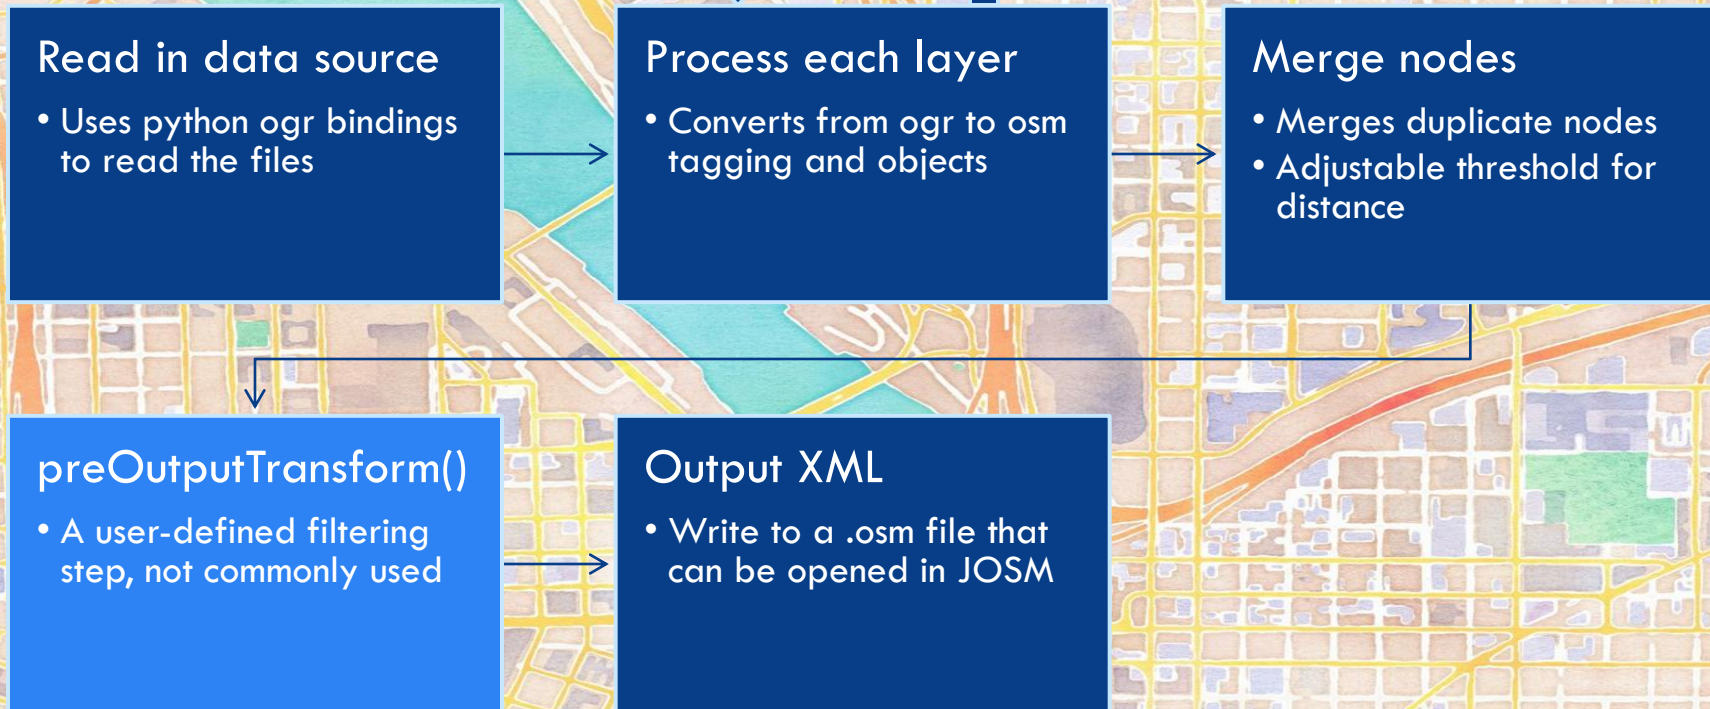 Read in data source
• Uses python ogr bindings
to read the files
Process each layer
• Converts from ogr to osm
tagging and objects
Merge nodes
• Merges duplicate nodes
• Adjustable threshold for
distance
preOutputTransform()
• A user-defined filtering
step, not commonly used
Output XML
• Write to a .osm file that
can be opened in JOSM